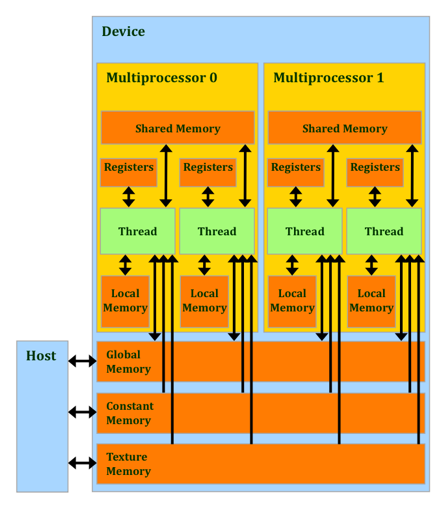 Device
Multiprocessor 0
Multiprocessor 1
Shared Memory
Shared Memory
Registers
Registers
Registers
Registers
Thread
Thread
Thread
Thread
Local
Memory
Local
Memory
Local
Memory
Local
Memory
Host
Global
Memory
Constant
Memory
Texture
Memory